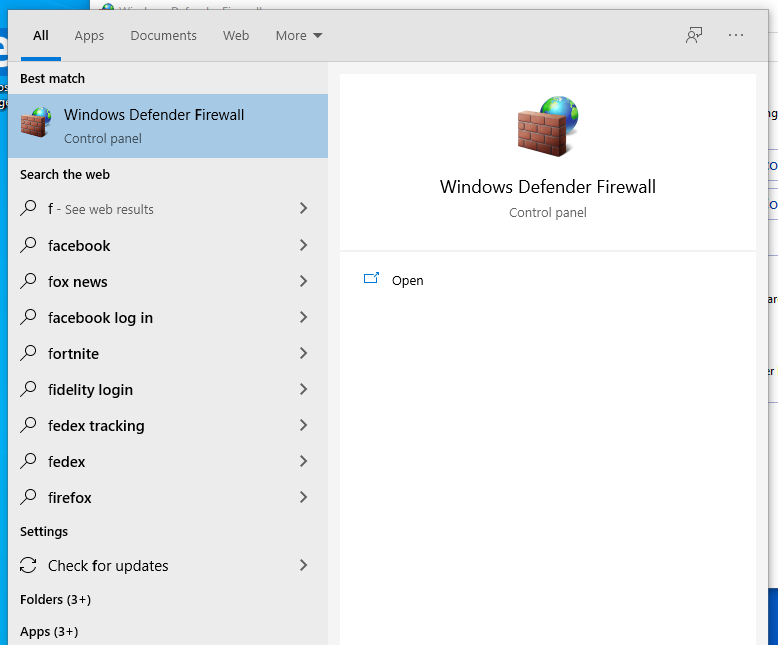 All
Apps
Documents
Web
More
Best match
Windows Defender Firewall
Control panel
Search the web
f - See web results
facebook
fox news
facebook log in
fortnite
fidelity login
fedex tracking
fedex
firefox
Settings
Check for updates
Folders (3+)
Apps (3+)
Windows Defender Firewall
Control panel
Open